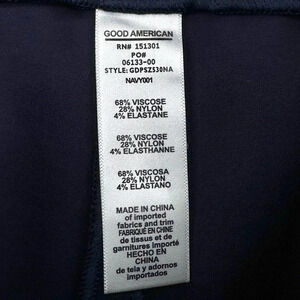 GOOD AMERICAN
RN# 151301
PO#
06133-00
STYLE: GDPSZ530NA
NAVY001
68% VISCOSE
28% NYLON
4% ELASTANE
68% VISCOSE
28% NYLON
4% ELASTHANNE
68% VISCOSA
28% NYLON
4% ELASTANO
MADE IN CHINA
of imported
fabrics and trim
FABRIQUÉ EN CHINE
de tissus et de
garnitures importés
HECHO EN
CHINA
de tela y adornos
importados